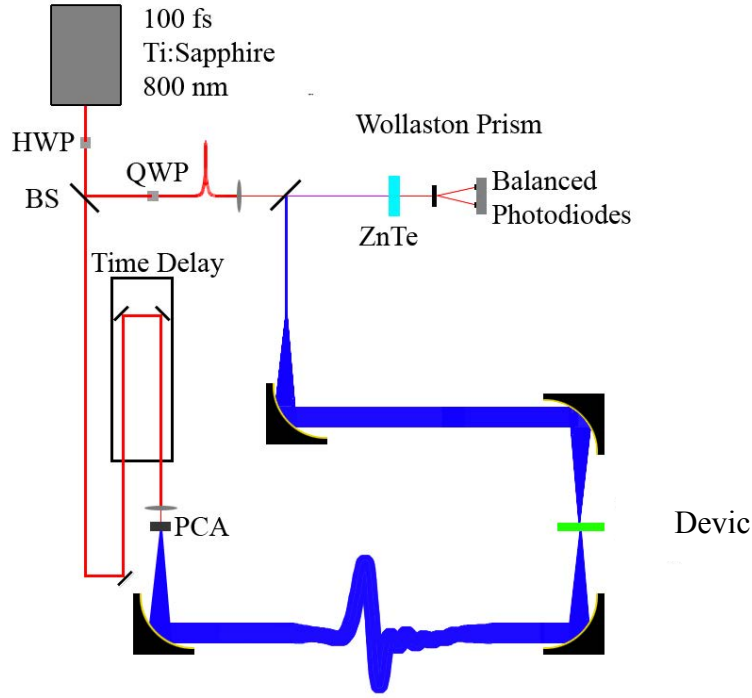 100 fs
Ti:Sapphire
800 nm
HWP
QWP
BS
Wollaston Prism
Balanced
Photodiodes
ZnTe
Time Delay
PCA
Devic